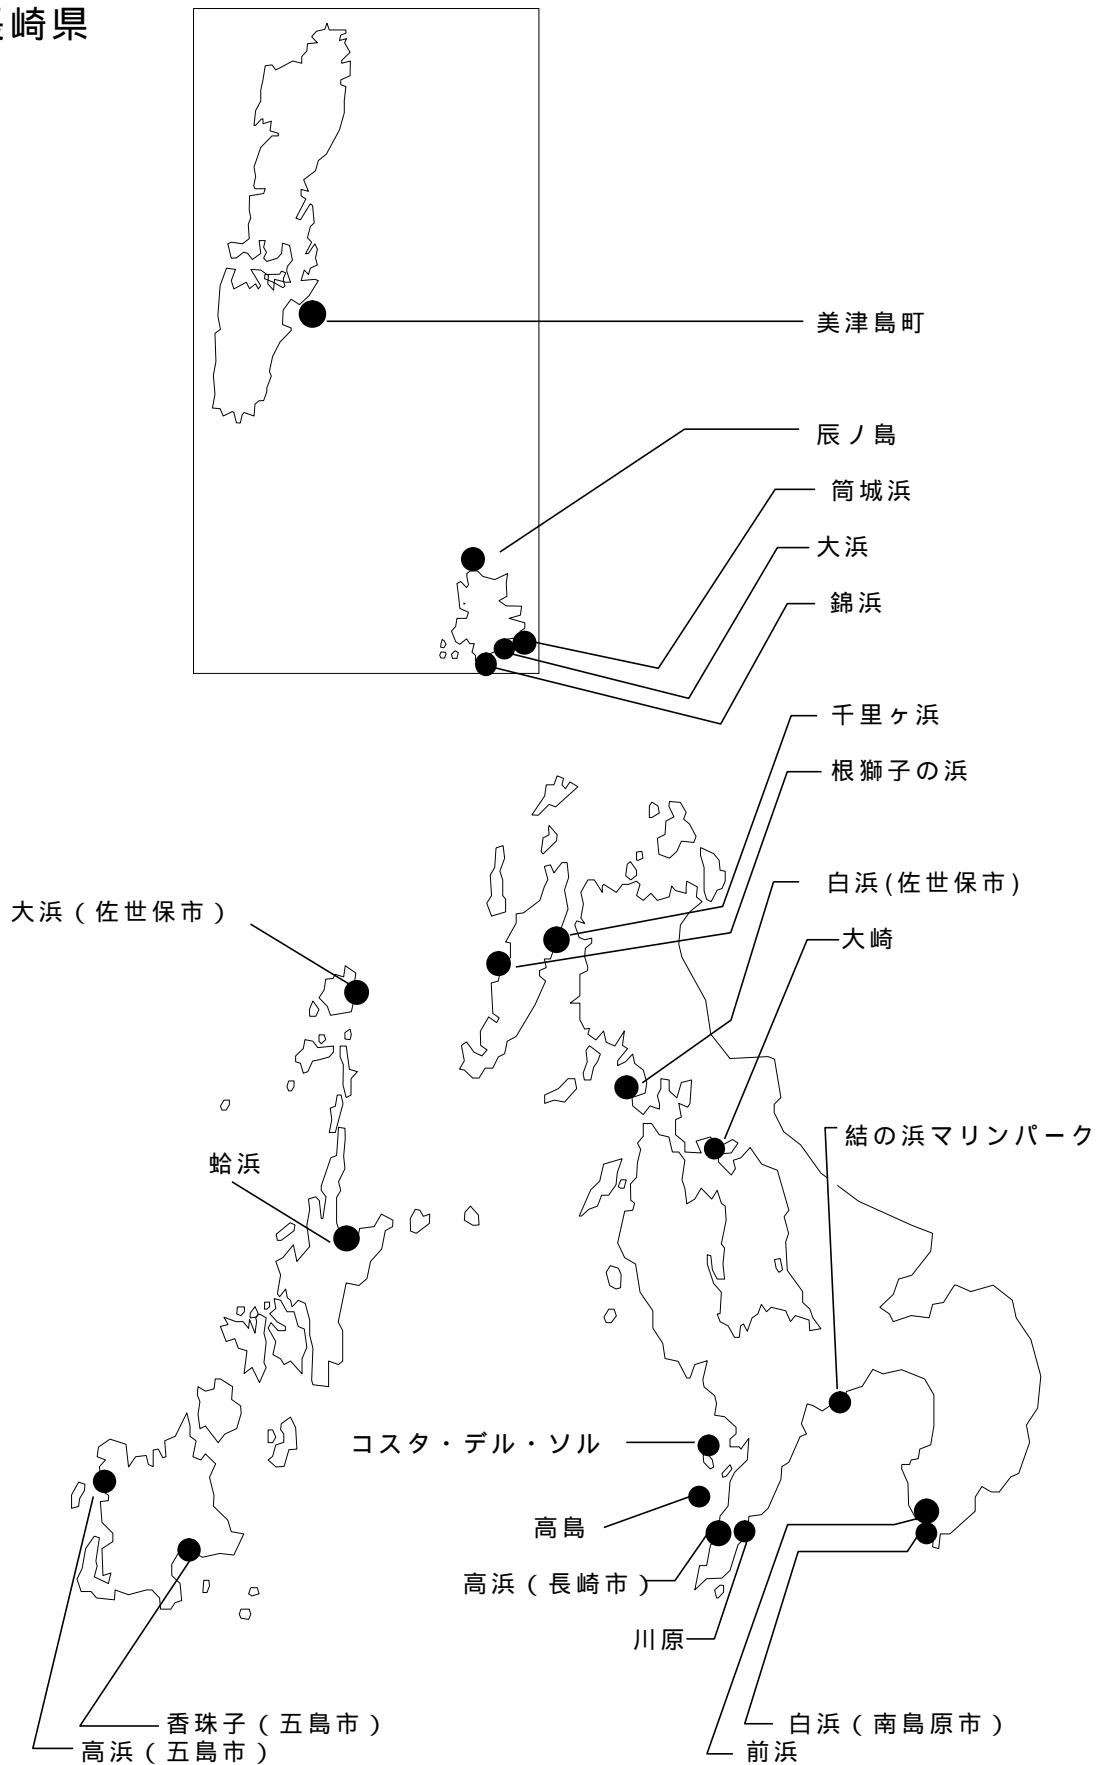 崎県
美津島町
辰ノ島
筒城浜
大浜
錦浜
千里ヶ浜
根獅子の浜
白浜(佐世保市)
大浜（佐世保市）
大崎
結の浜マリンパーク
蛤浜
コスタ・デル・ソル
高島
高浜（長崎市）
川原
香珠子（五島市）
白浜（南島原市）
高浜（五島市）
前浜